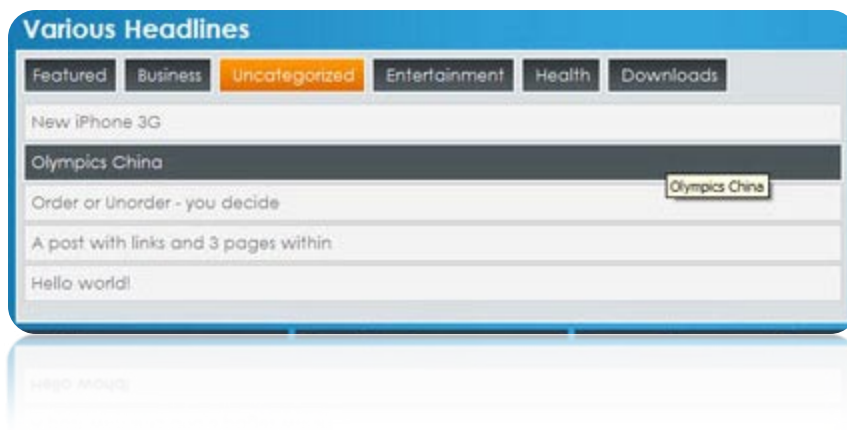 Various Headlines
Featured Business Uncategorized Entertainment Health Downloads
New iPhone 3G
Olympics China
Olympics China
Order or Unorder - you decide
A post with links and 3 pages within
Hello world!